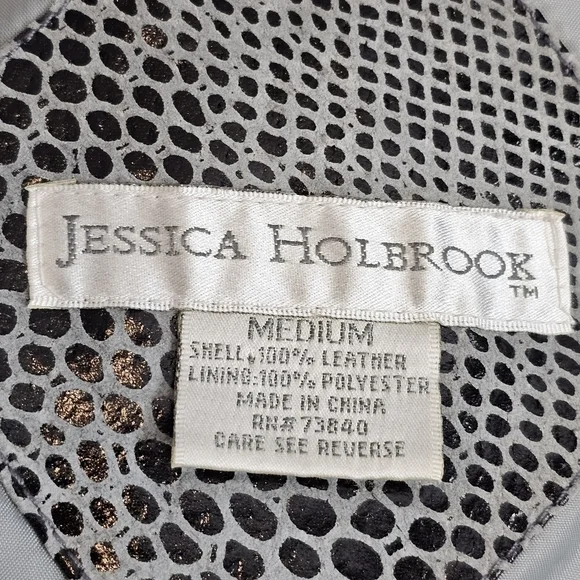 JESSICA HOLBROOK
TM
MEDIUM
SHELL:100% LEATHER
LINING:100% POLYESTER
MADE IN CHINA
RN#73840
CARE SEE REVERSE